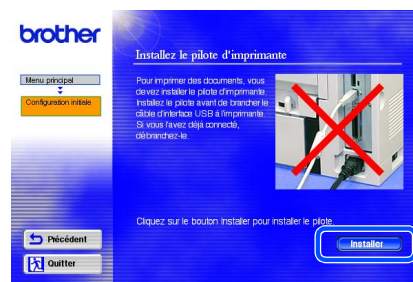 brother
Installez le pilote d'imprimante
Menu principal
Configuration initiale
Pour imprimer des documents, vous
devez installer le pilote d'imprimante.
Installez le pilote avant de brancher le
câble d'interface USB à l'imprimante.
Si vous l'avez déjà connecté,
débranchez-le.
Cliquez sur le bouton Installer pour installer le pilote.
Installer
Précédent
Quitter